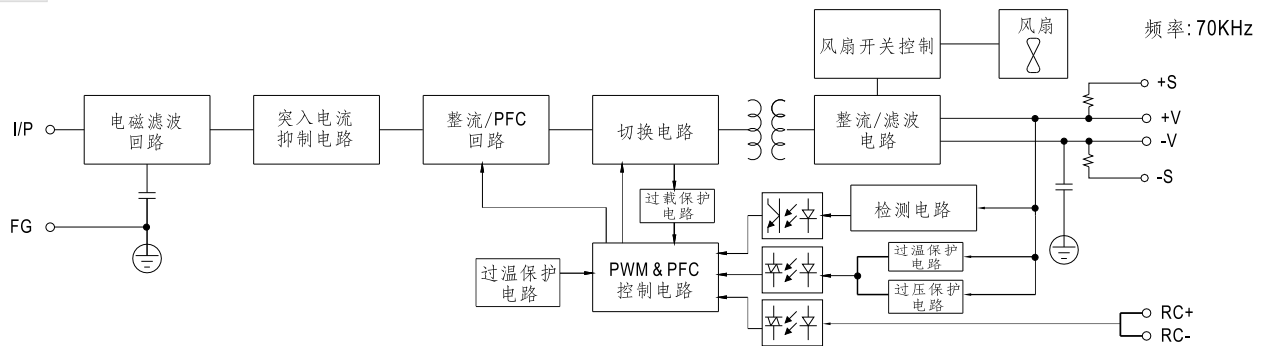 风扇开关控制
风扇
频率: 70KHz
I/P
电磁滤波
回路
突入电流
抑制电路
整流/PFC
回路
切换电路
整流/滤波
电路
+S
+V
-V
-S
过载保护
电路
检测电路
FG
过温保护
电路
PWM & PFC
控制电路
过温保护
电路
过压保护
电路
RC+
RC-